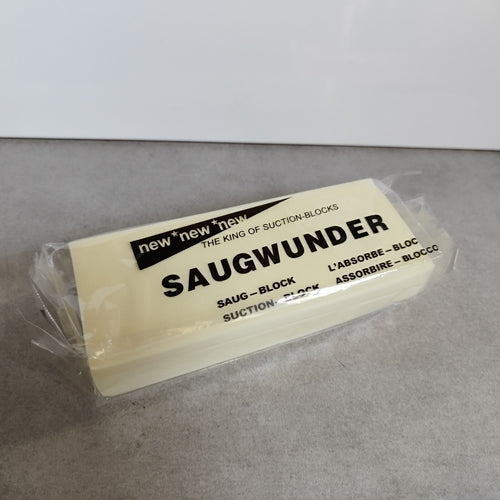 new*new*new
THE KING OF SUCTION-BLOCKS
SAUGWUNDER
SAUG-BLOCK
L'ABSORBE-BLOC
SUCTION-BLOCK
ASSORBIRE-BLOCCO